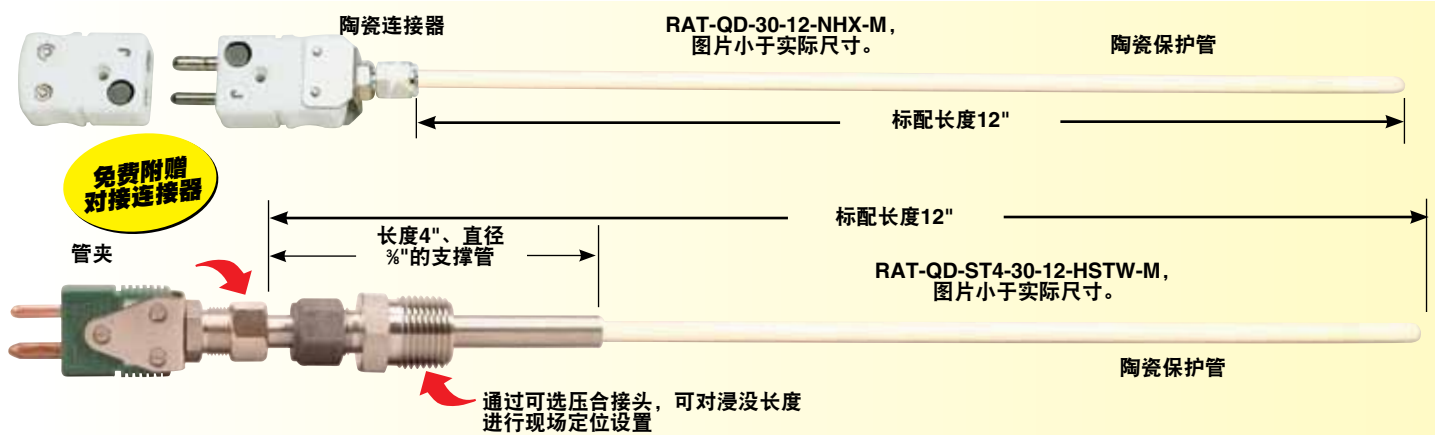 陶瓷连接器
RAT-QD-30-12-NHX-M，
图片小于实际尺寸。
陶瓷保护管
标配长度12"
免费附赠
对接连接器
标配长度12"
管夹
长度4"、直径
⅜"的支撑管
RAT-QD-ST4-30-12-HSTW-M，
图片小于实际尺寸。
陶瓷保护管
通过可选压合接头，可对浸没长度
进行现场定位设置